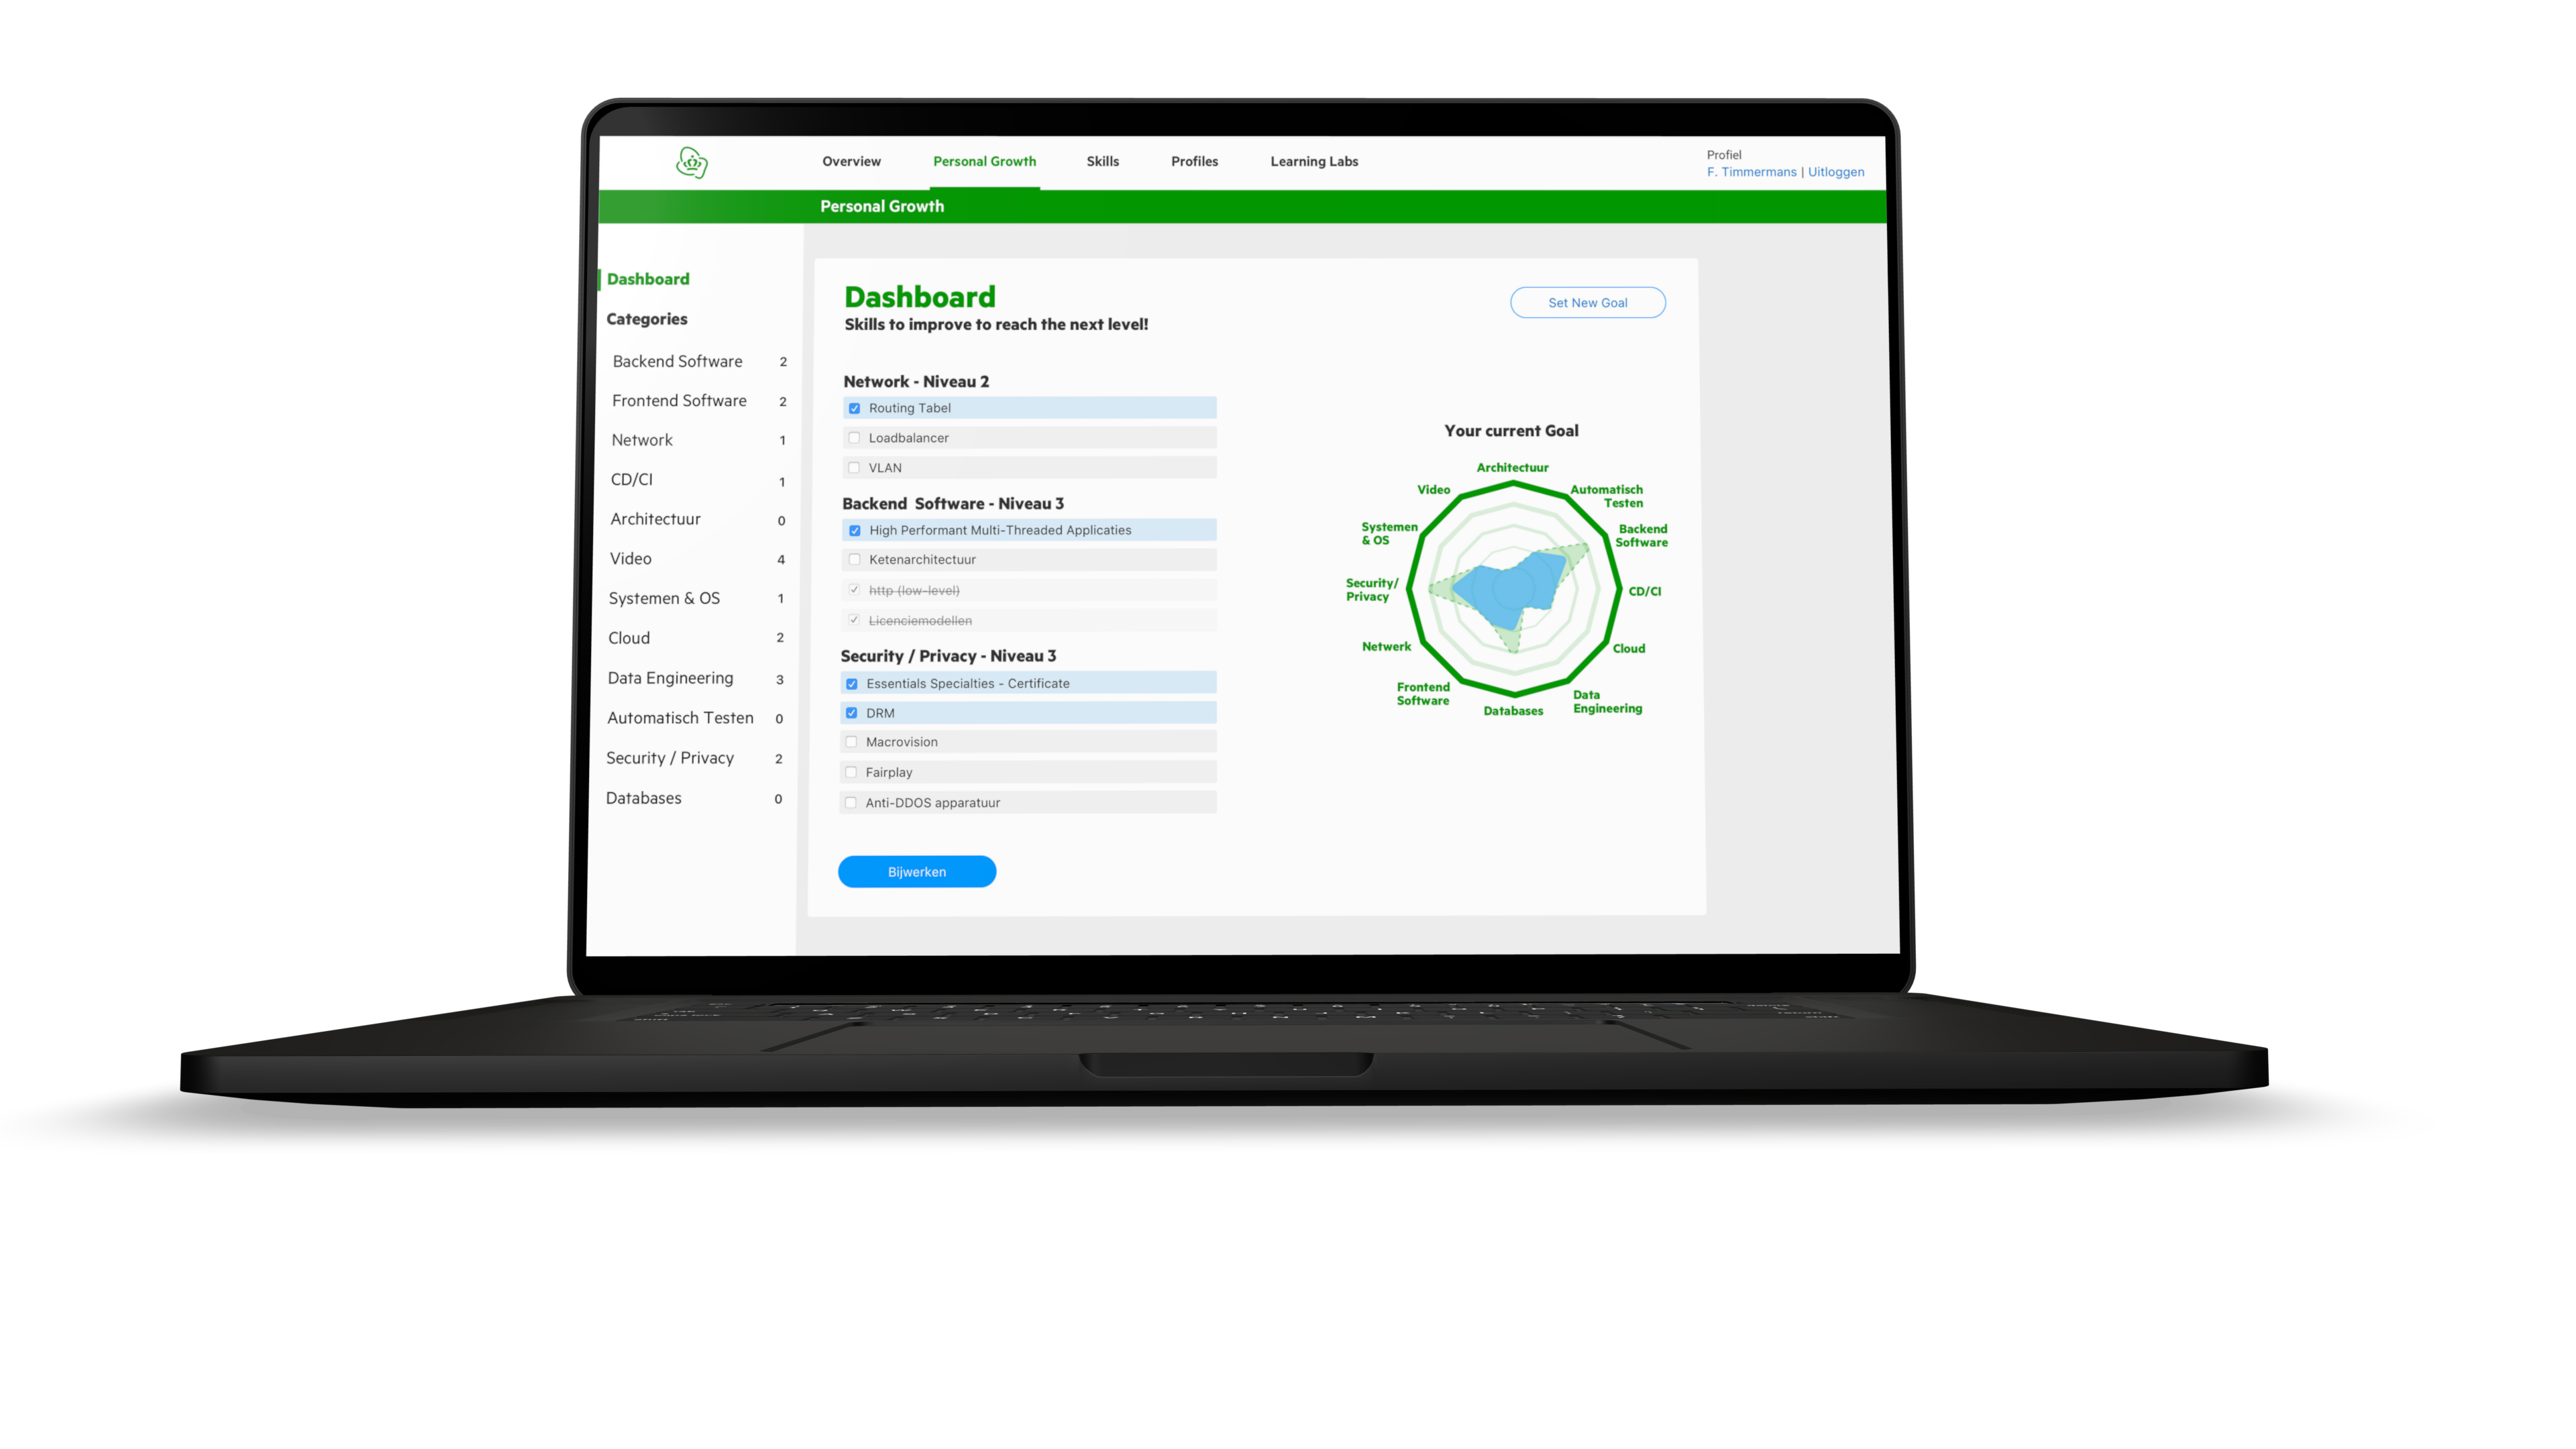 Overview Personal Growth Skills Profiles Learning Labs
Profiel
F. Timmermans | Uitloggen
Personal Growth
Dashboard
Categories
Backend Software 2
Frontend Software 2
Network 1
CD/CI 1
Architectuur 0
Video 4
Systemen & OS 1
Cloud 2
Data Engineering 3
Automatisch Testen 0
Security / Privacy 2
Databases 0
Dashboard
Skills to improve to reach the next level!
Set New Goal
Network - Niveau 2
Routing Tabel
Loadbalancer
VLAN
Backend Software - Niveau 3
High Performant Multi-Threaded Applicaties
Ketenarchitectuur
http (low-level)
Licenciemodellen
Security / Privacy - Niveau 3
Essentials Specialties - Certificate
DRM
Macrovision
Fairplay
Anti-DDOS apparatuur
Bijwerken
Your current Goal
Architectuur
Automatisch
Testen
Backend
Software
CD/CI
Cloud
Data
Engineering
Databases
Frontend
Software
Netwerk
Security/
Privacy
Systemen
& OS
Video